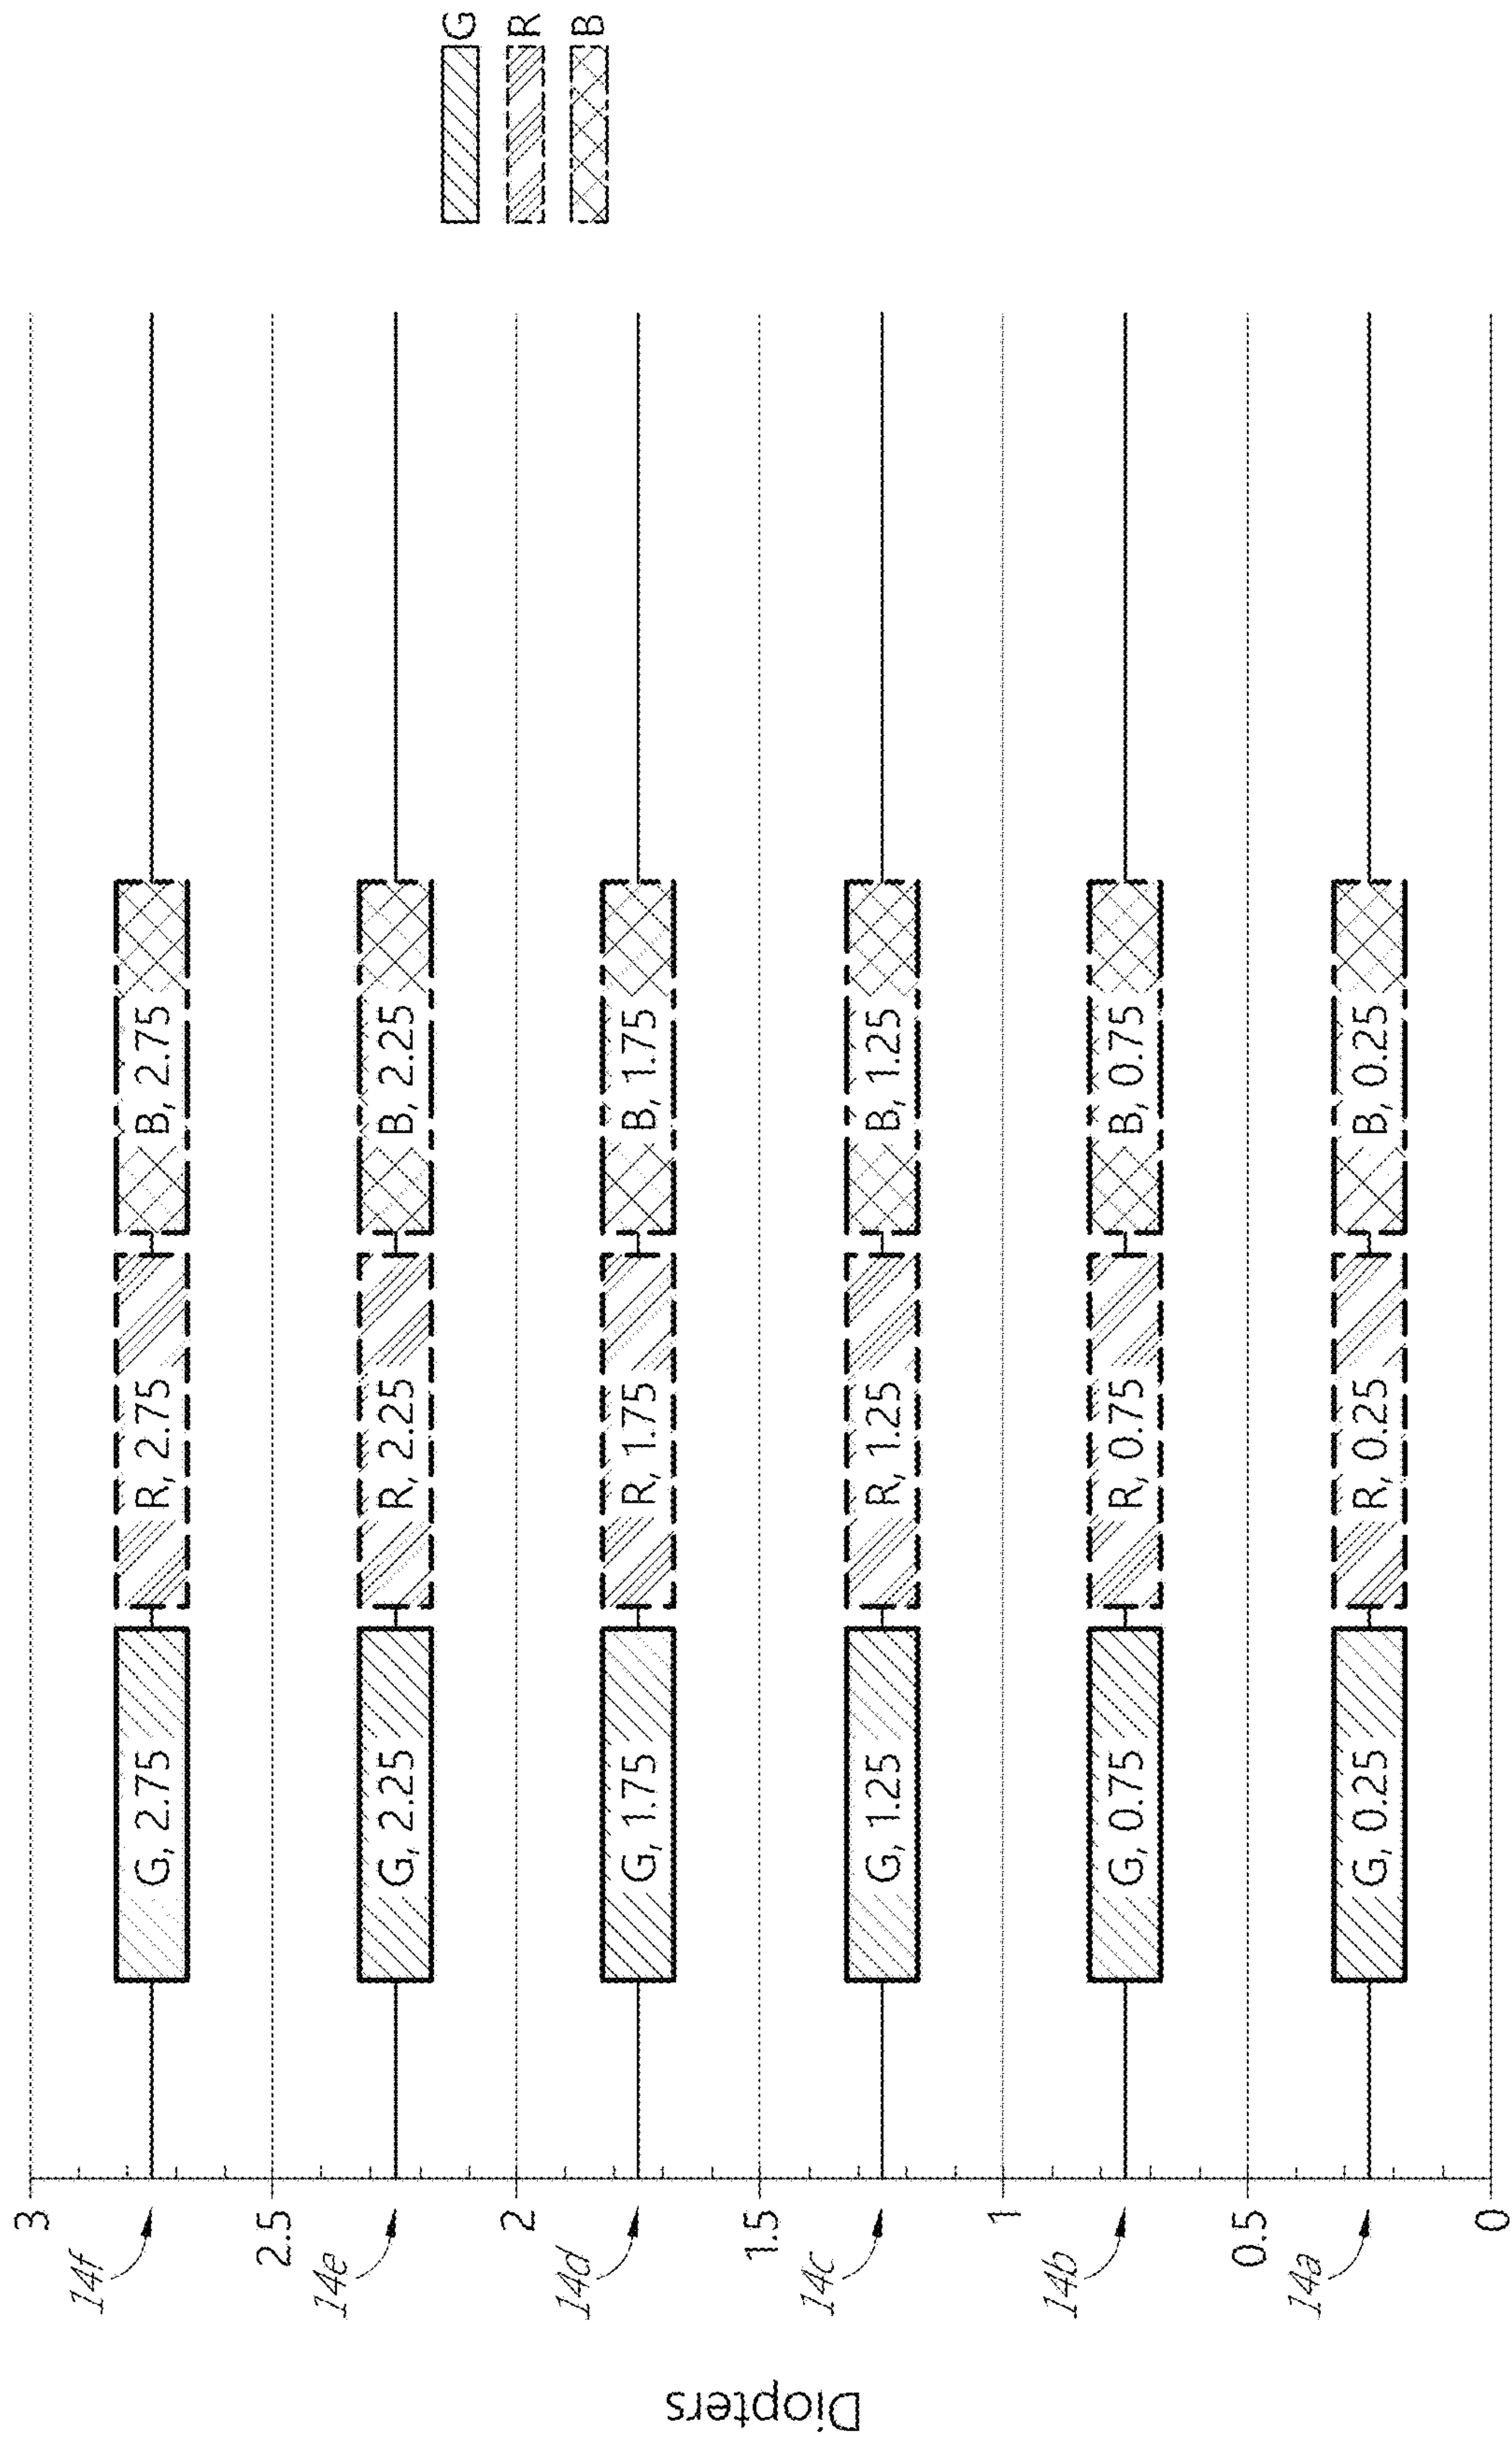 Diopters
3
14f
G, 2.75 R, 2.75 B, 2.75
2.5
14e
G, 2.25 R, 2.25 B, 2.25
2
14d
G, 1.75 R, 1.75 B, 1.75
1.5
14c
G, 1.25 R, 1.25 B, 1.25
1
14b
G, 0.75 R, 0.75 B, 0.75
0.5
14a
G, 0.25 R, 0.25 B, 0.25
0
G
R
B